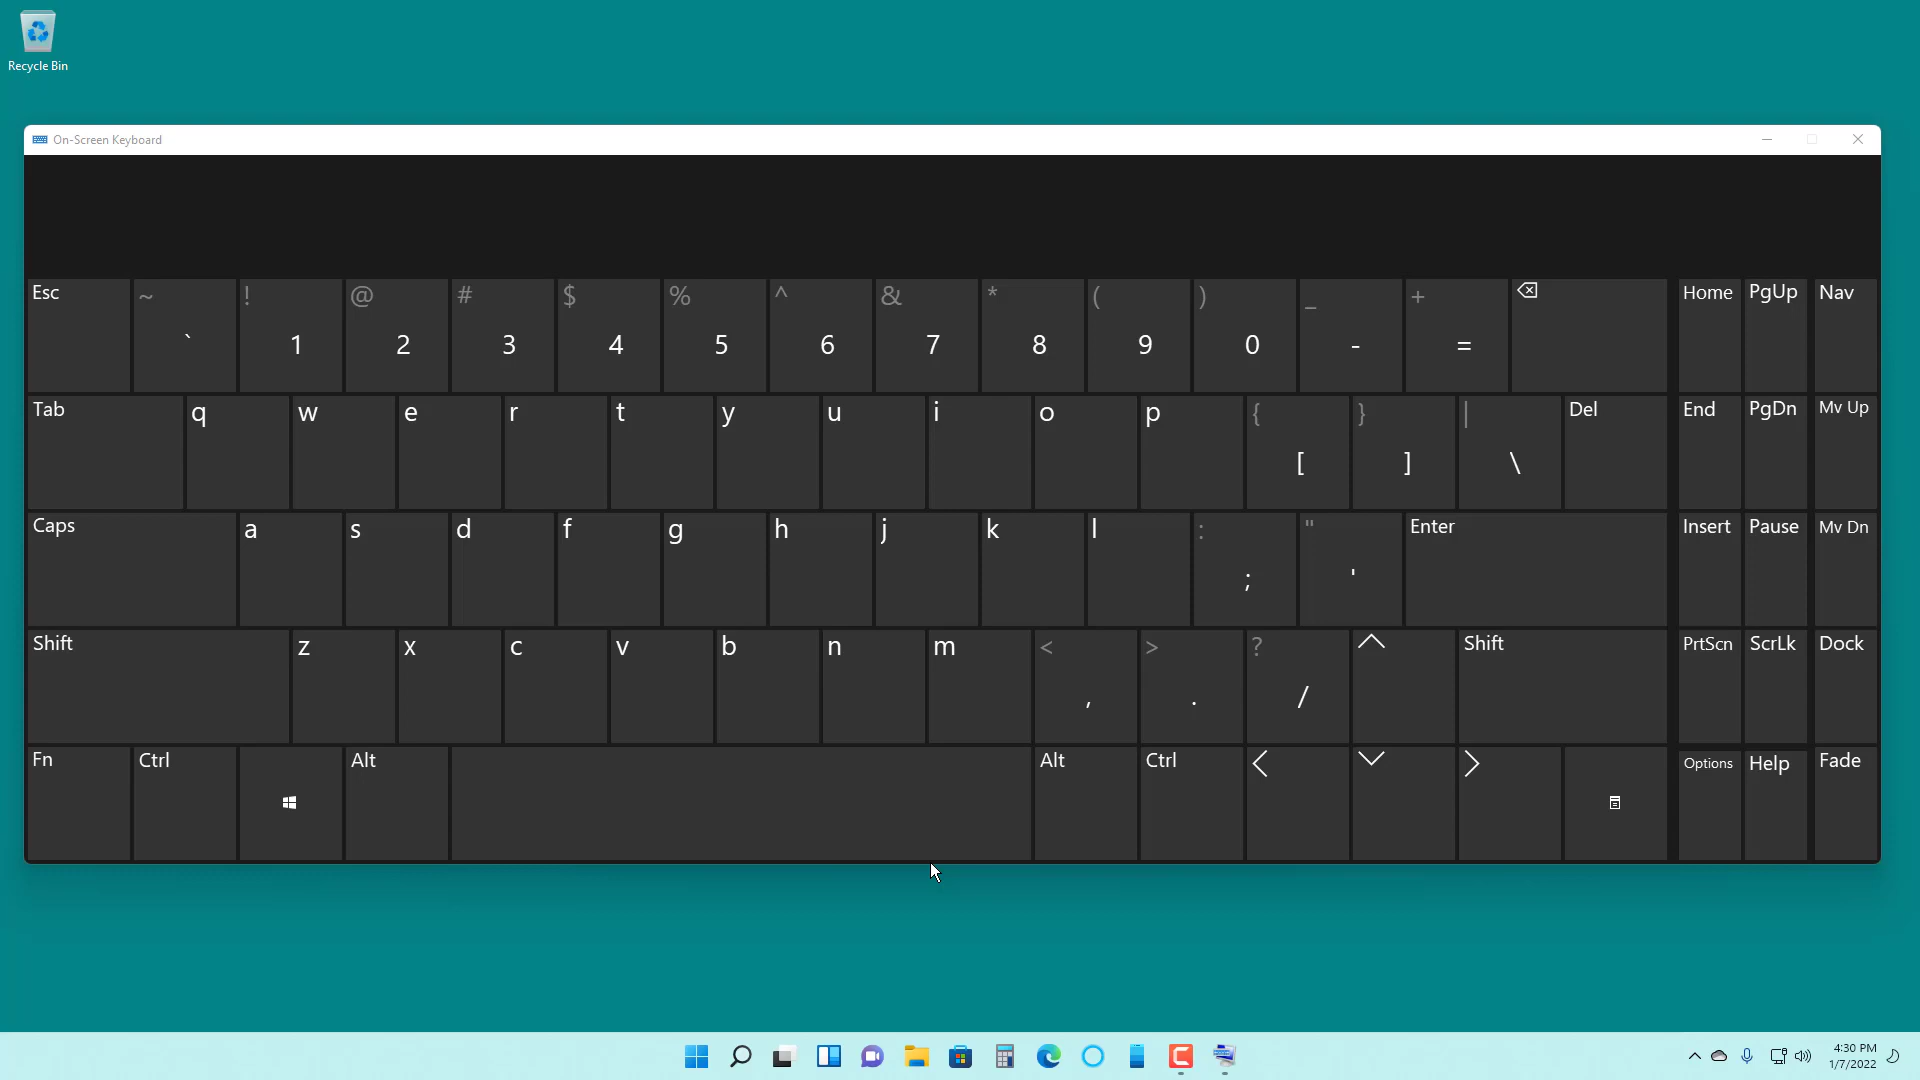 Recycle Bin
On-Screen Keyboard
Esc ~ ` ! 1 @ 2 # 3 $ 4 % 5 ^ 6 & 7 * 8 ( 9 ) 0 _ - + = Home PgUp Nav
Tab q w e r t y u i o p { [ } ] | \ Del End PgDn Mv Up
Caps a s d f g h j k l : ; " ' Enter Insert Pause Mv Dn
Shift z x c v b n m < , > . ? / Shift PrtScn ScrLk Dock
Fn Ctrl Alt Alt Ctrl Options Help Fade
4:30 PM
1/7/2022